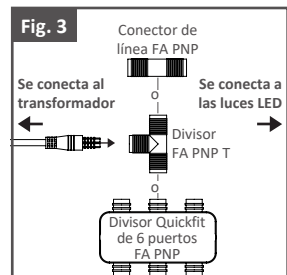 Fig. 3
Conector de
línea FA PNP
Se conecta al
transformador
Se conecta a
las luces LED
o
Divisor
FA PNP T
o
Divisor Quickfit
de 6 puertos
FA PNP